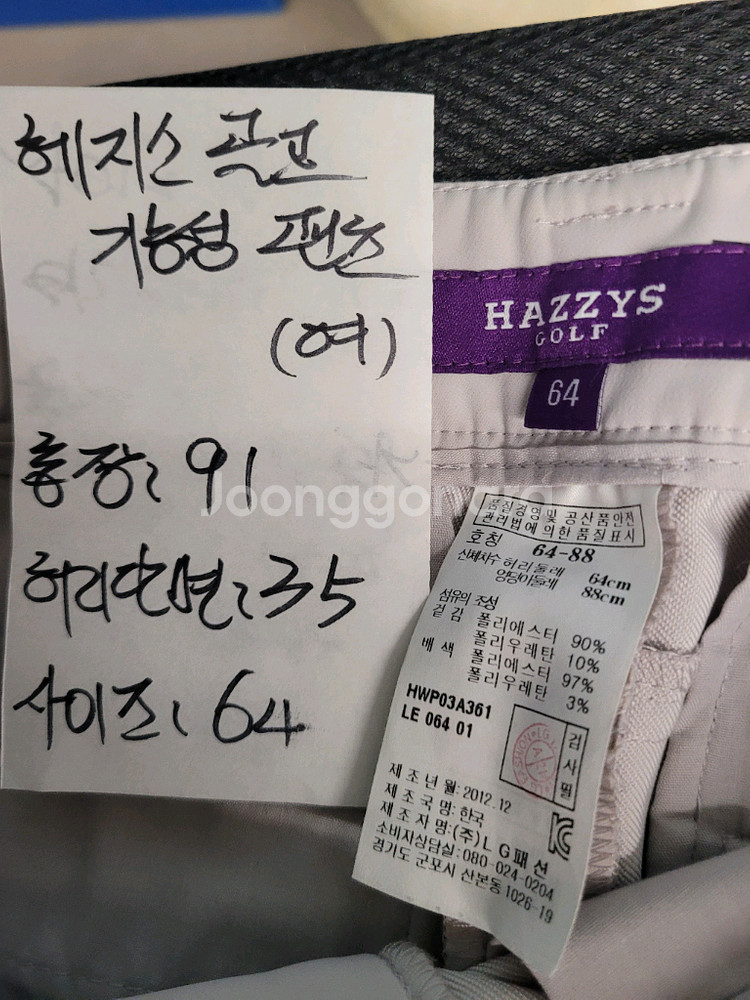 헤지스 골프
기능성 팬츠
(여)
총장: 91
허리단면: 35
사이즈: 64
Joonggonara
HAZZYS
GOLF
64
품질경영및 공산품안전
관리법에 의한 품질표시
호칭 64-88
신체치수 허리둘레 64cm
엉덩이둘레 88cm
섬유의 조성
겉감 폴리에스터 90%
폴리우레탄 10%
배색 폴리에스터 97%
폴리우레탄 3%
HWP03A361
LE 064 01
검사필
제조년월: 2012.12
제조국명: 한국
제조자명: (주)LG패션
소비자상담실: 080-024-0204
경기도 군포시 산본동 1026-19